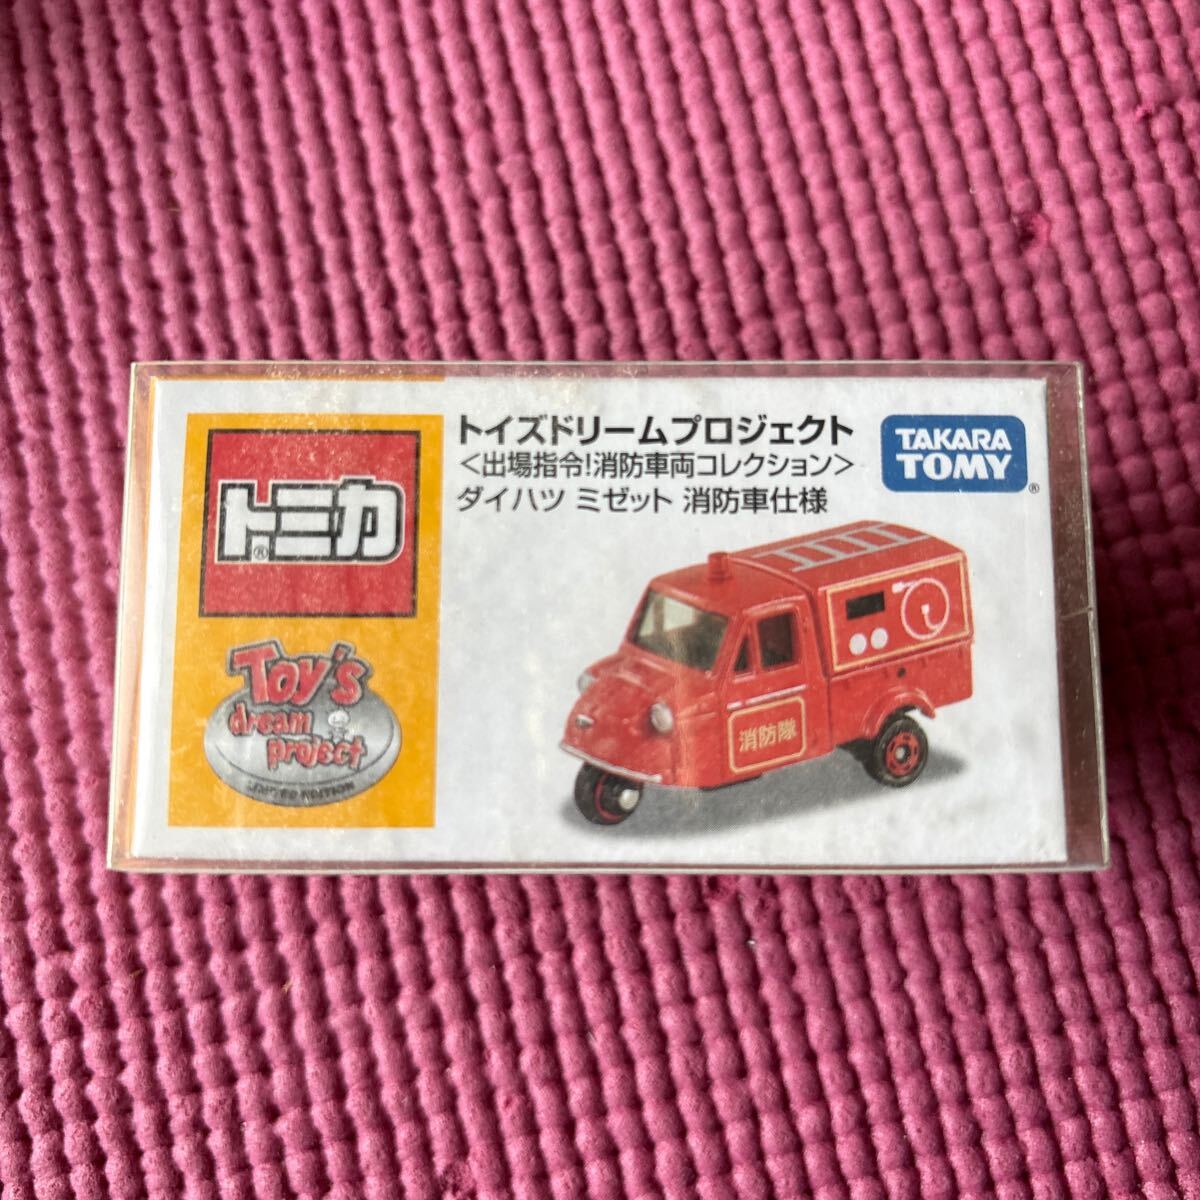 トミカ®
Toy's
dream
project
LIMITED EDITION
トイズドリームプロジェクト
<出場指令!消防車両コレクション>
ダイハツ ミゼット 消防車仕様
TAKARA
TOMY®
消防隊